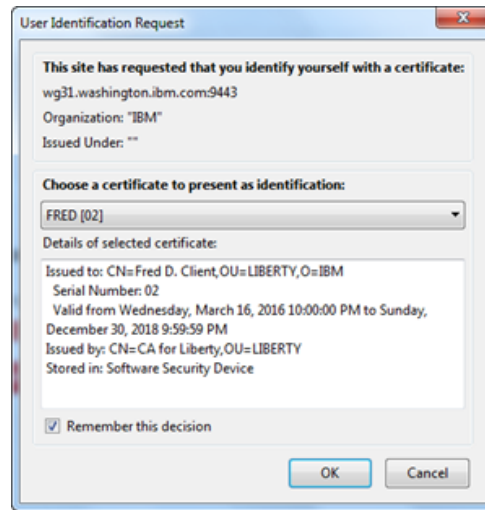 User Identification Request
This site has requested that you identify yourself with a certificate:
wg31.washington.ibm.com:9443
Organization: "IBM"
Issued Under: ""
Choose a certificate to present as identification:
FRED [02]
Details of selected certificate:
Issued to: CN=Fred D. Client,OU=LIBERTY,O=IBM
Serial Number: 02
Valid from Wednesday, March 16, 2016 10:00:00 PM to Sunday,
December 30, 2018 9:59:59 PM
Issued by: CN=CA for Liberty,OU=LIBERTY
Stored in: Software Security Device
Remember this decision
OK Cancel